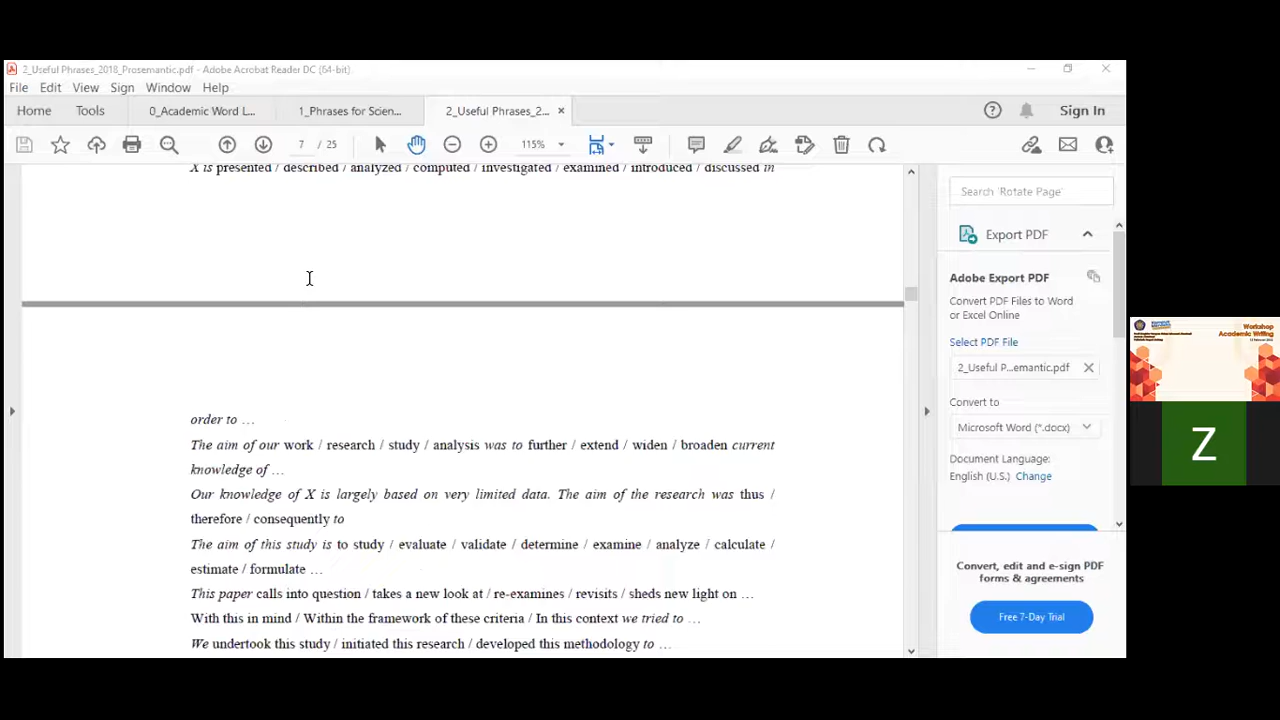 2_Useful Phrases_2018_Prosemantic.pdf - Adobe Acrobat Reader DC (64-bit)
File Edit View Sign Window Help
Home Tools 0_Academic Word L... 1_Phrases for Scien... 2_Useful Phrases_2... × Sign In
7 / 25 115%
X is presented / described / analyzed / computed / investigated / examined / introduced / discussed in
order to …
The aim of our work / research / study / analysis was to further / extend / widen / broaden current
knowledge of …
Our knowledge of X is largely based on very limited data. The aim of the research was thus /
therefore / consequently to
The aim of this study is to study / evaluate / validate / determine / examine / analyze / calculate /
estimate / formulate …
This paper calls into question / takes a new look at / re-examines / revisits / sheds new light on …
With this in mind / Within the framework of these criteria / In this context we tried to …
We undertook this study / initiated this research / developed this methodology to …
Search 'Rotate Page'
Export PDF
Adobe Export PDF
Convert PDF Files to Word
or Excel Online
Select PDF File
2_Useful P...emantic.pdf
Convert to
Microsoft Word (*.docx)
Document Language:
English (U.S.) Change
Convert, edit and e-sign PDF
forms & agreements
Free 7-Day Trial
Workshop
Academic Writing
Z